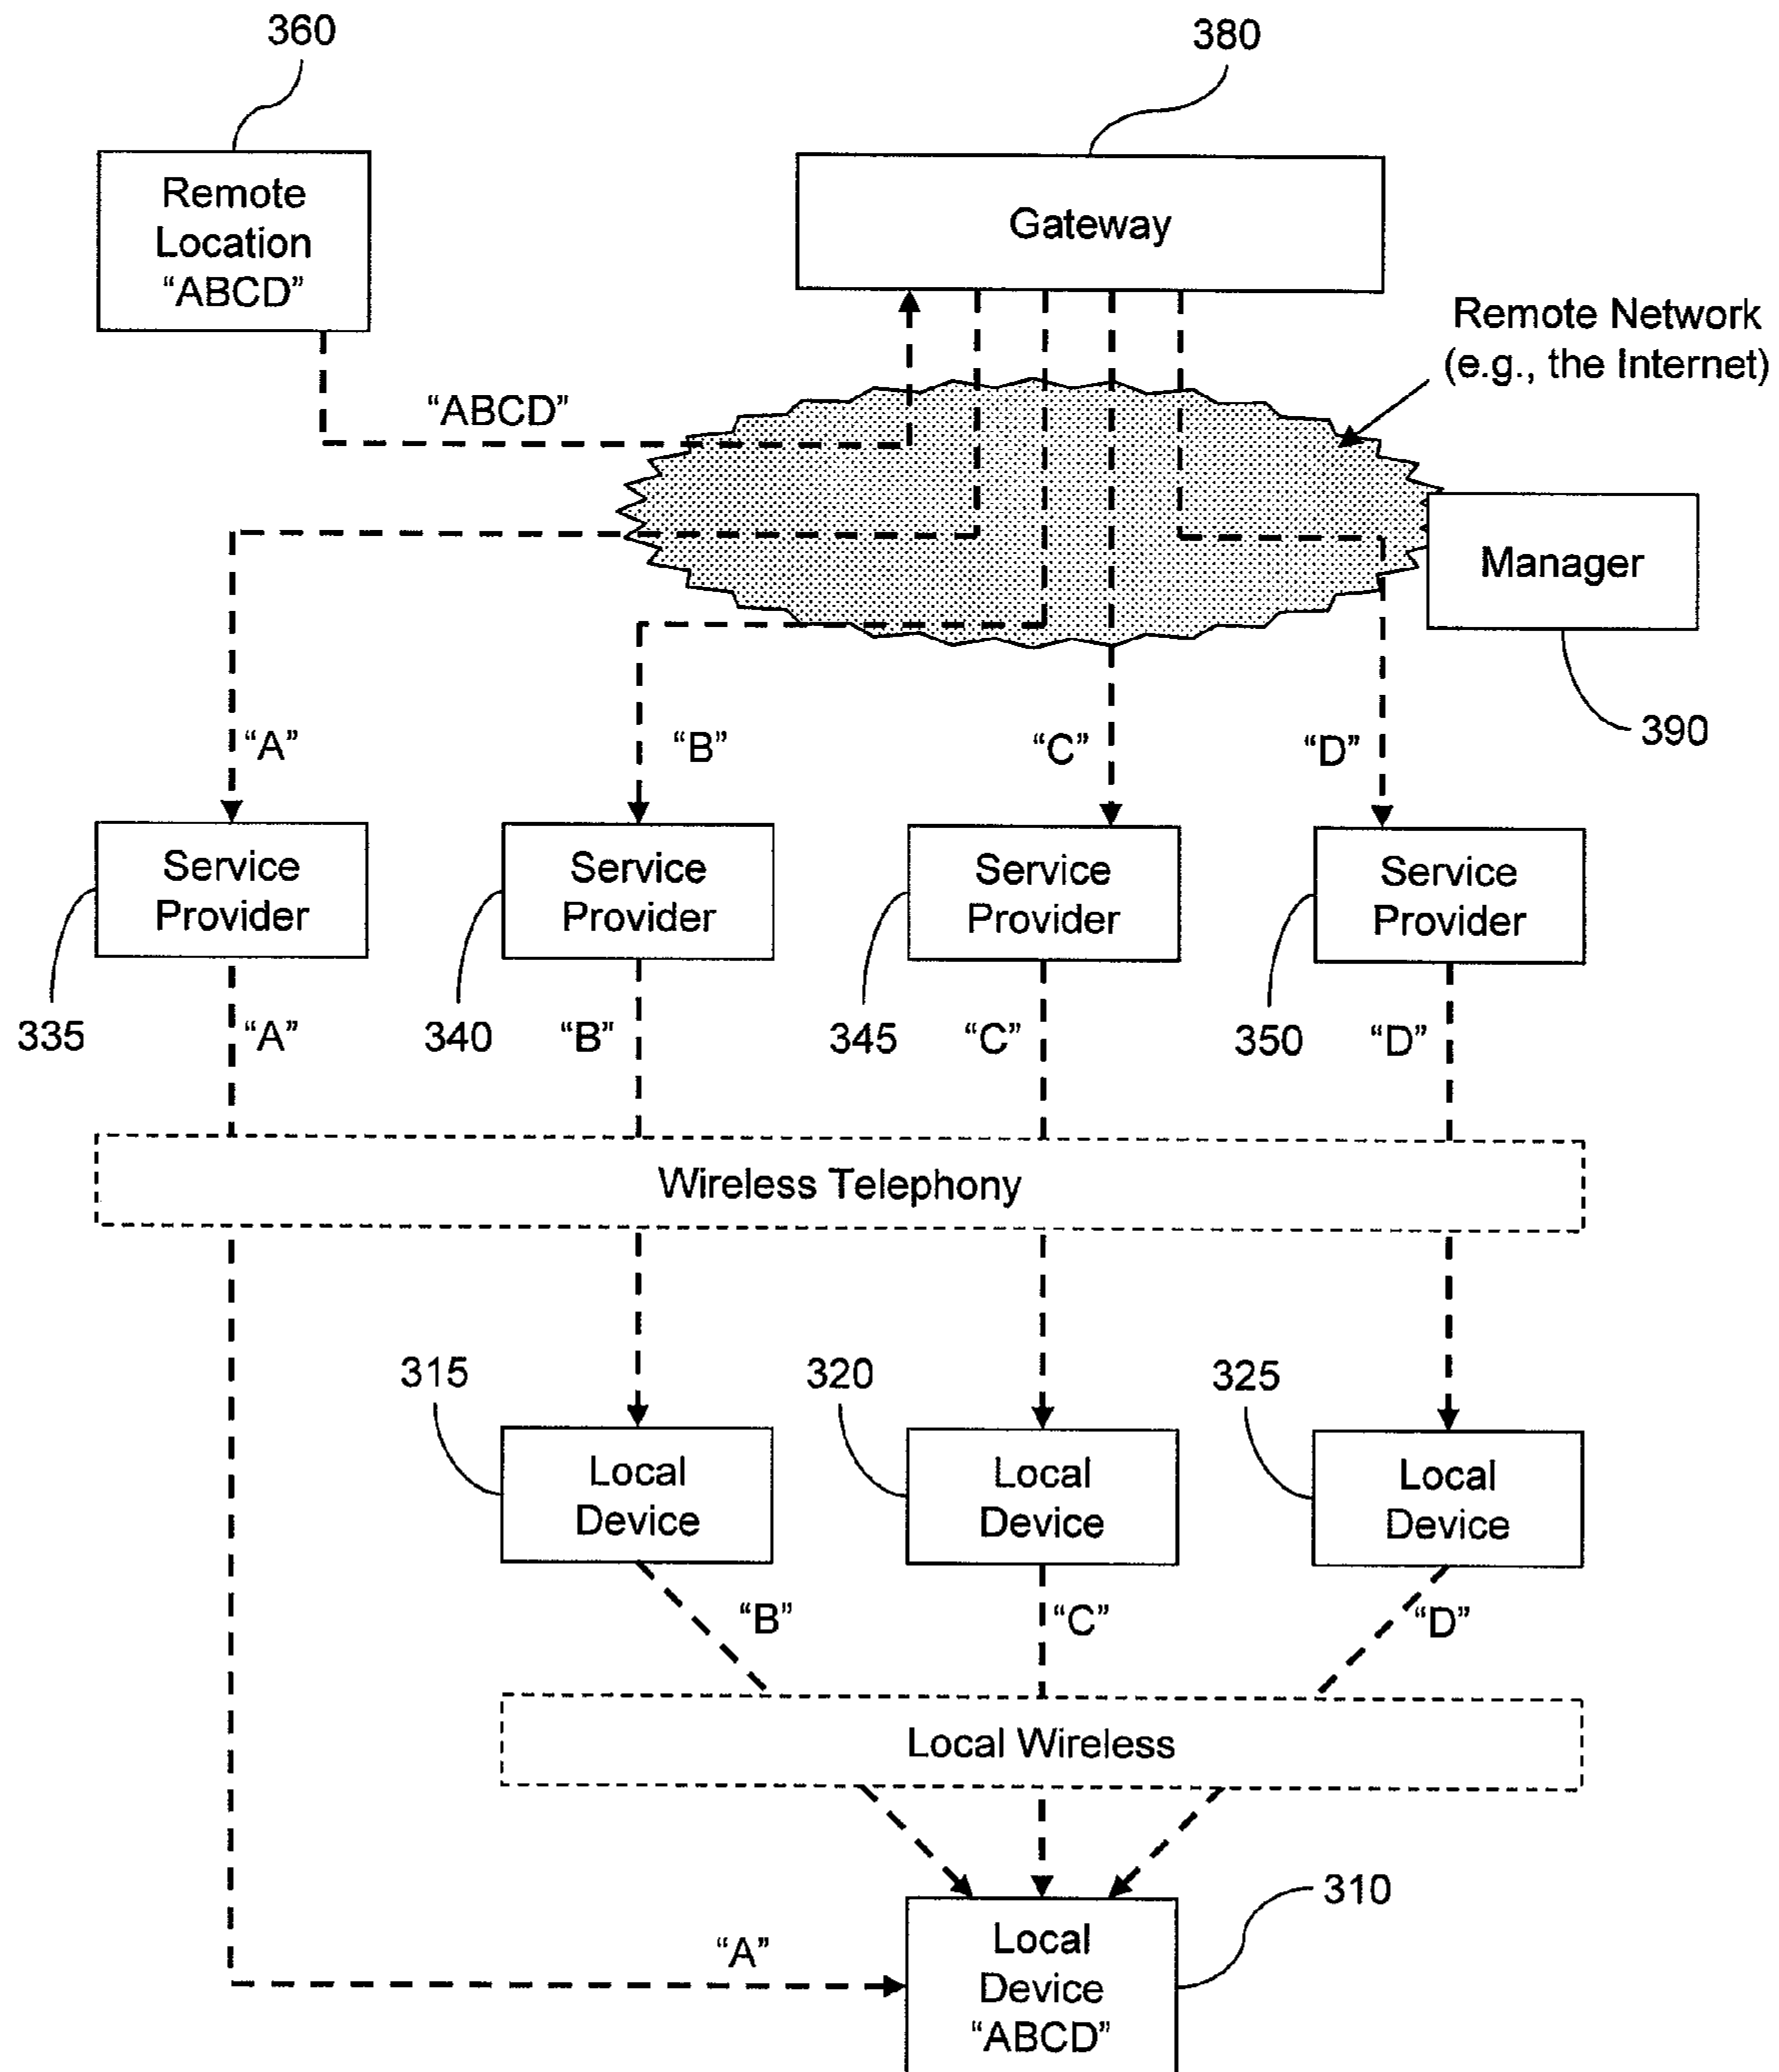 360
380
Remote
Location
“ABCD”
Gateway
Remote Network
(e.g., the Internet)
“ABCD”
Manager
390
“A”
“B”
“C”
“D”
Service
Provider
Service
Provider
Service
Provider
Service
Provider
335
“A”
340
“B”
345
“C”
350
“D”
Wireless Telephony
315
320
325
Local
Device
Local
Device
Local
Device
“B”
“C”
“D”
Local Wireless
310
“A”
Local
Device
“ABCD”